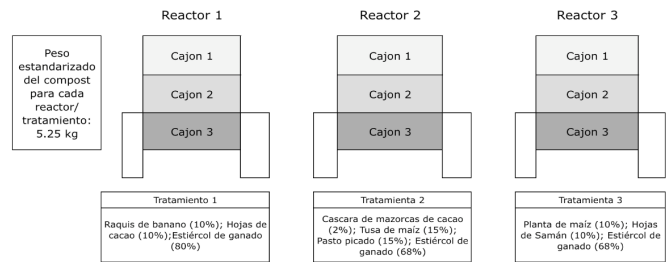 Reactor 1
Reactor 2
Reactor 3
Peso
estandarizado
del compost
para cada
reactor/
tratamiento:
5.25 kg
Cajon 1
Cajon 2
Cajon 3
Cajon 1
Cajon 2
Cajon 3
Cajon 1
Cajon 2
Cajon 3
Tratamiento 1
Raquis de banano (10%); Hojas de
cacao (10%);Estiércol de ganado
(80%)
Tratamienta 2
Cascara de mazorcas de cacao
(2%); Tusa de maíz (15%);
Pasto picado (15%); Estiércol de
ganado (68%)
Tratamienta 3
Planta de maíz (10%); Hojas
de Samán (10%); Estiércol de
ganado (68%)